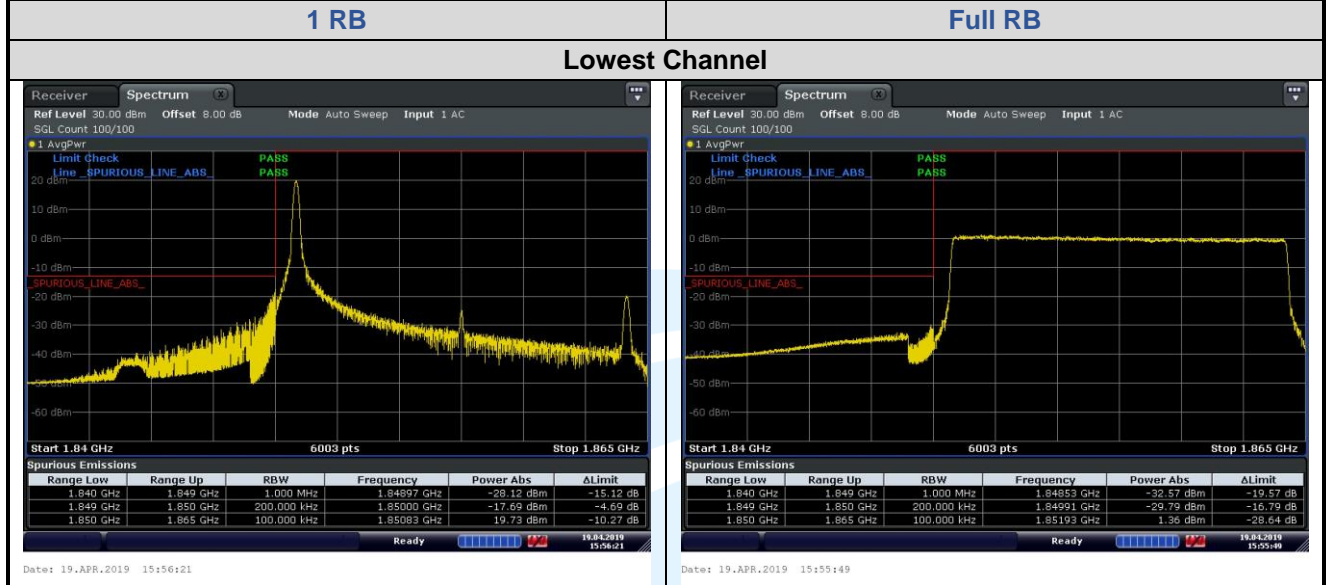 1 RB Full RB
Lowest Channel
Receiver Spectrum
Ref Level 30.00 dBm Offset 8.00 dB Mode Auto Sweep Input 1 AC
SGL Count 100/100
1 AvgPwr
Limit Check PASS
Line _SPURIOUS_LINE_ABS_ PASS
20 dBm
10 dBm
0 dBm
-10 dBm
_SPURIOUS_LINE_ABS_
-20 dBm
-30 dBm
-40 dBm
-50 dBm
-60 dBm
Start 1.84 GHz 6003 pts Stop 1.865 GHz
Spurious Emissions
Range Low Range Up RBW Frequency Power Abs ΔLimit
1.840 GHz 1.849 GHz 1.000 MHz 1.84897 GHz -28.12 dBm -15.12 dB
1.849 GHz 1.850 GHz 200.000 kHz 1.85000 GHz -17.69 dBm -4.69 dB
1.850 GHz 1.865 GHz 100.000 kHz 1.85083 GHz 19.73 dBm -10.27 dB
Ready 19.04.2019
15:56:21
Date: 19.APR.2019 15:56:21
Receiver Spectrum
Ref Level 30.00 dBm Offset 8.00 dB Mode Auto Sweep Input 1 AC
SGL Count 100/100
1 AvgPwr
Limit Check PASS
Line _SPURIOUS_LINE_ABS_ PASS
20 dBm
10 dBm
0 dBm
-10 dBm
_SPURIOUS_LINE_ABS_
-20 dBm
-30 dBm
-40 dBm
-50 dBm
-60 dBm
Start 1.84 GHz 6003 pts Stop 1.865 GHz
Spurious Emissions
Range Low Range Up RBW Frequency Power Abs ΔLimit
1.840 GHz 1.849 GHz 1.000 MHz 1.84853 GHz -32.57 dBm -19.57 dB
1.849 GHz 1.850 GHz 200.000 kHz 1.84991 GHz -29.79 dBm -16.79 dB
1.850 GHz 1.865 GHz 100.000 kHz 1.85193 GHz 1.36 dBm -28.64 dB
Ready 19.04.2019
15:55:49
Date: 19.APR.2019 15:55:49